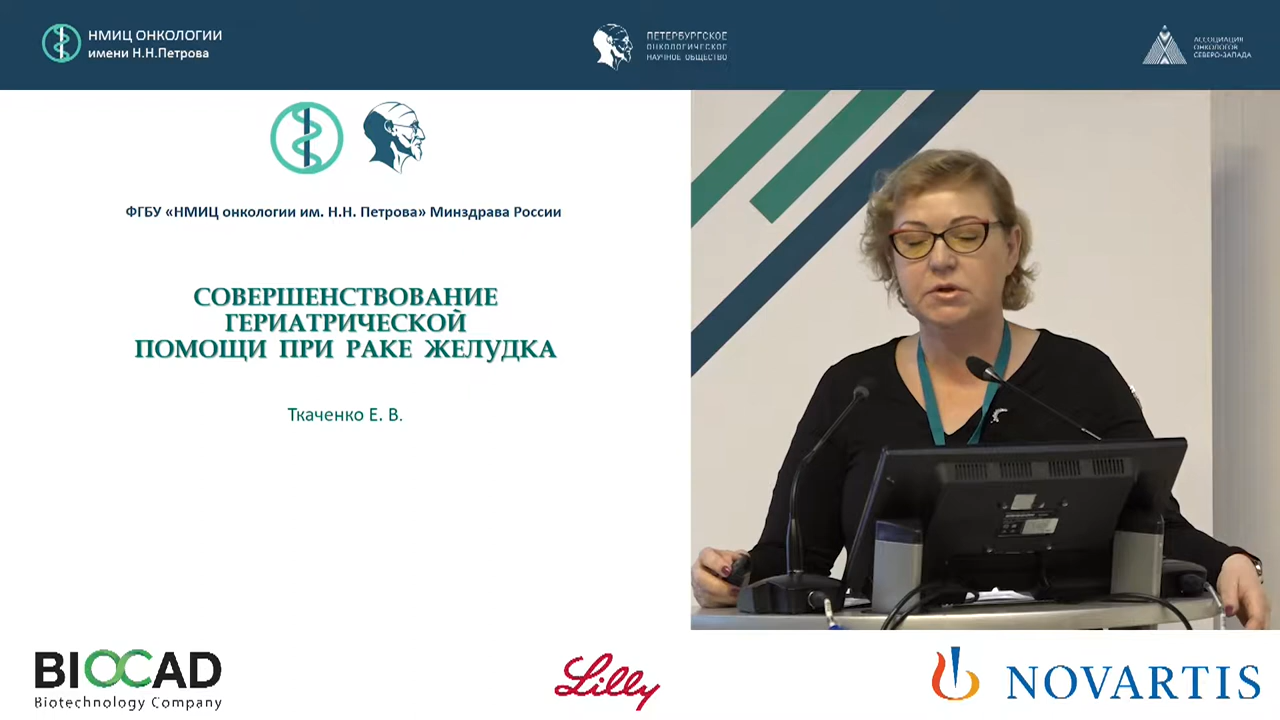 НМИЦ ОНКОЛОГИИ
имени Н.Н.Петрова
ПЕТЕРБУРГСКОЕ
ОНКОЛОГИЧЕСКОЕ
НАУЧНОЕ ОБЩЕСТВО
АССОЦИАЦИЯ
ОНКОЛОГОВ
СЕВЕРО-ЗАПАДА
ФГБУ «НМИЦ онкологии им. Н.Н. Петрова» Минздрава России
СОВЕРШЕНСТВОВАНИЕ
ГЕРИАТРИЧЕСКОЙ
ПОМОЩИ ПРИ РАКЕ ЖЕЛУДКА
Ткаченко Е. В.
BIOCAD
Biotechnology Company
Lilly
NOVARTIS